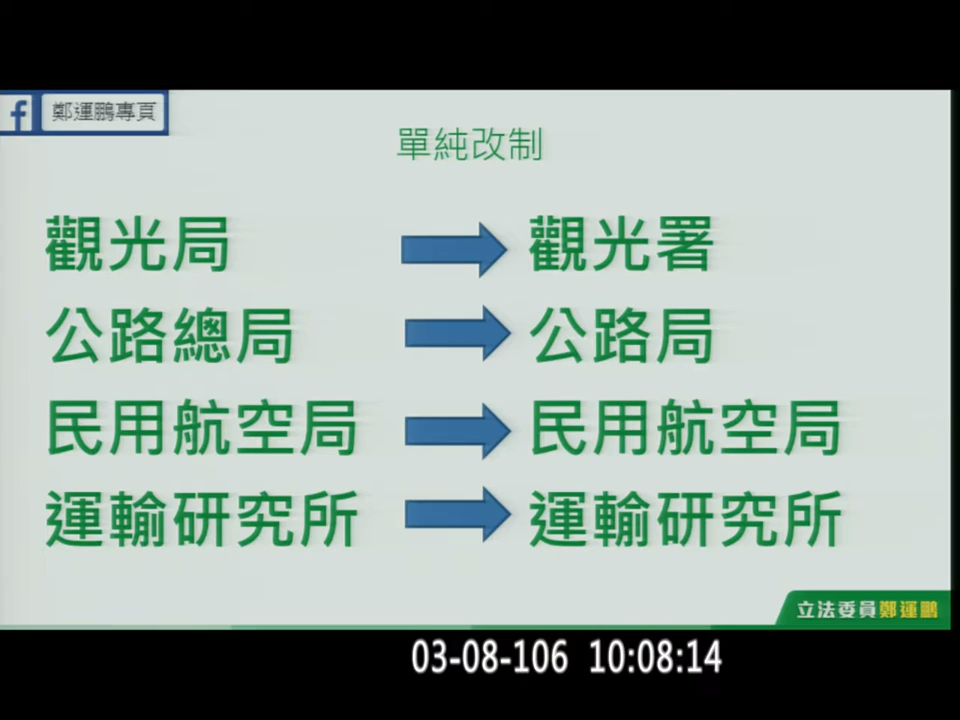 鄭運鵬專頁
單純改制
觀光局 觀光署
公路總局 公路局
民用航空局 民用航空局
運輸研究所 運輸研究所
立法委員鄭運鵬
03-08-106 10:08:14